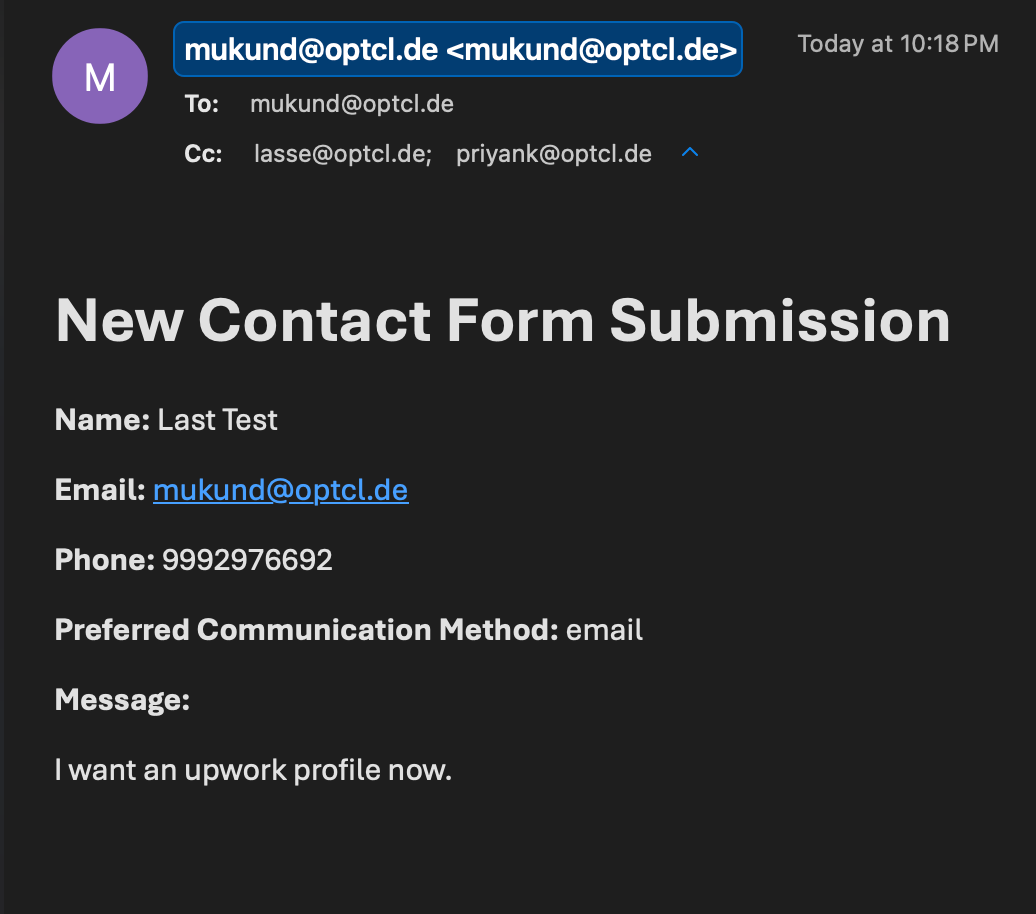 M
mukund@optcl.de <mukund@optcl.de>
Today at 10:18 PM
To: mukund@optcl.de
Cc: lasse@optcl.de; priyank@optcl.de
New Contact Form Submission
Name: Last Test
Email: mukund@optcl.de
Phone: 9992976692
Preferred Communication Method: email
Message:
I want an upwork profile now.